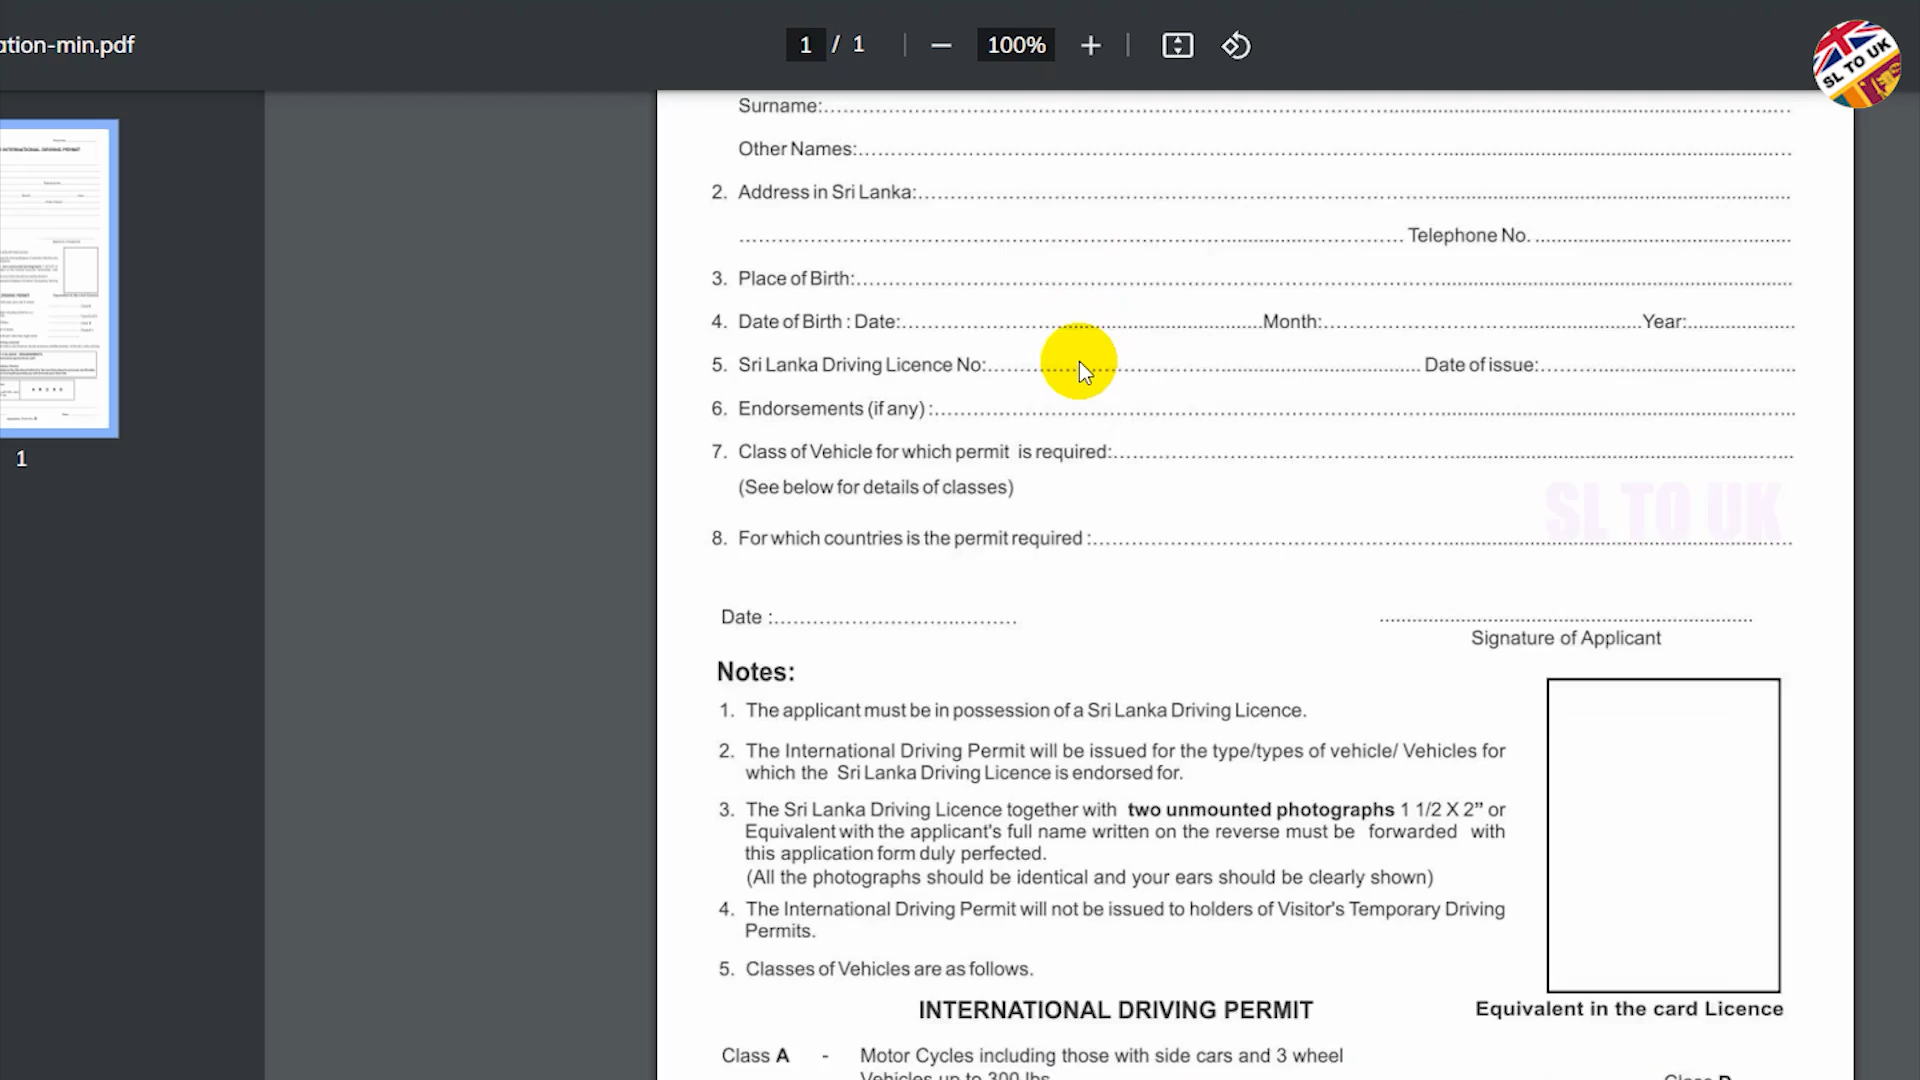 ation-min.pdf
1 / 1
100%
SL TO UK
Surname:
Other Names:
2. Address in Sri Lanka:
Telephone No.
3. Place of Birth:
4. Date of Birth : Date: Month: Year:
5. Sri Lanka Driving Licence No: Date of issue:
6. Endorsements (if any) :
7. Class of Vehicle for which permit is required:
(See below for details of classes)
SL TO UK
8. For which countries is the permit required :
Date :
Signature of Applicant
Notes:
1. The applicant must be in possession of a Sri Lanka Driving Licence.
2. The International Driving Permit will be issued for the type/types of vehicle/ Vehicles for
which the Sri Lanka Driving Licence is endorsed for.
3. The Sri Lanka Driving Licence together with two unmounted photographs 1 1/2 X 2” or
Equivalent with the applicant's full name written on the reverse must be forwarded with
this application form duly perfected.
(All the photographs should be identical and your ears should be clearly shown)
4. The International Driving Permit will not be issued to holders of Visitor's Temporary Driving
Permits.
5. Classes of Vehicles are as follows.
INTERNATIONAL DRIVING PERMIT
Equivalent in the card Licence
Class A - Motor Cycles including those with side cars and 3 wheel
Vehicles up to 300 lbs
1